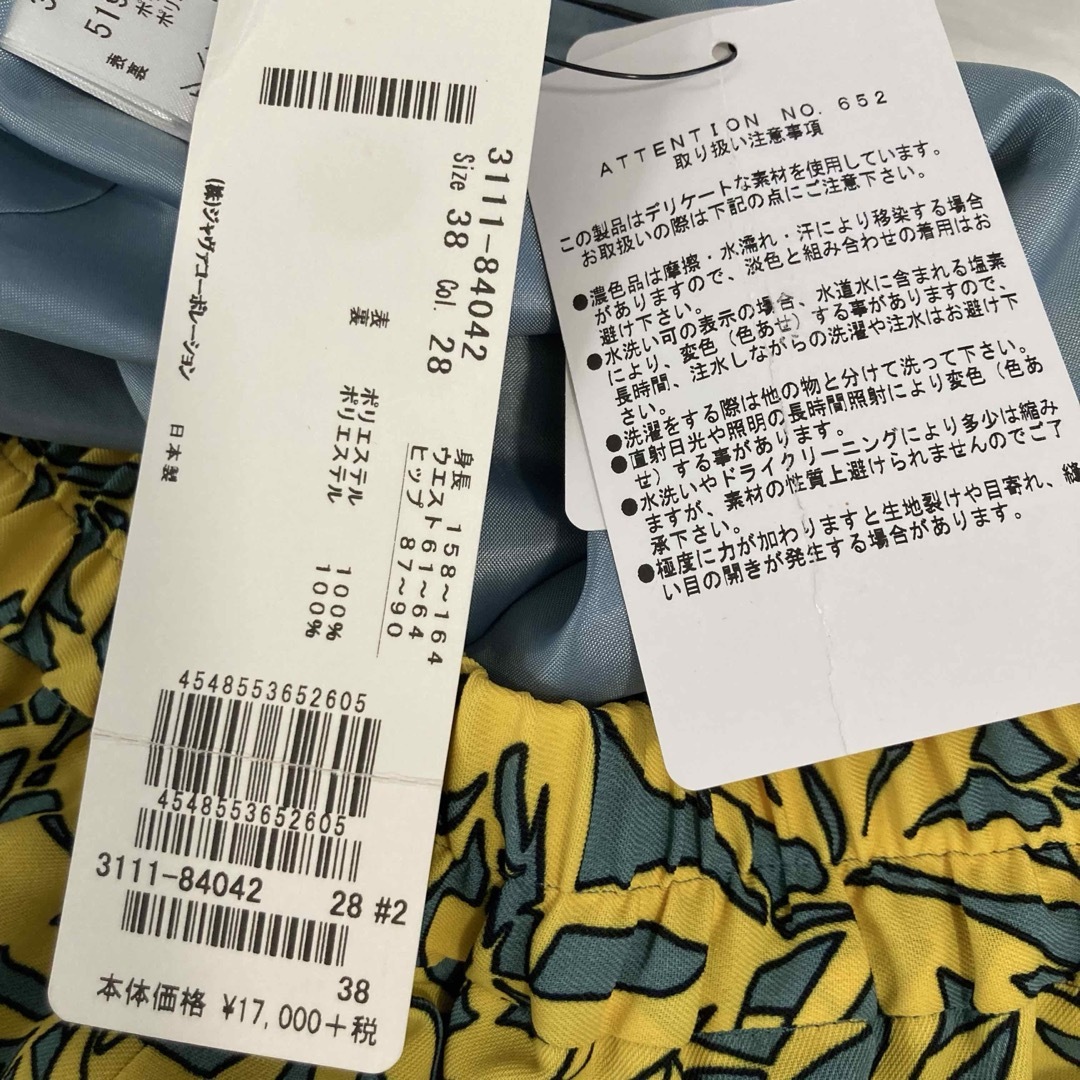 519
表裏
3111-84042
Size 38 Col. 28
表 ポリエステル 100%
裏 ポリエステル 100%
身長 158~164
ウエスト 61~64
ヒップ 87~90
(株)ジャヴァコーポレーション 日本製
4548553652605
4548553652605
3111-84042 28 #2
38
本体価格 ¥17,000+税
ATTENTION NO. 652
取り扱い注意事項
この製品はデリケートな素材を使用しています。
お取扱いの際は下記の点にご注意下さい。
●濃色品は摩擦・水濡れ・汗により移染する場合
がありますので、淡色と組み合わせの着用はお
避け下さい。
●水洗い可の表示の場合、水道水に含まれる塩素
により、変色(色あせ)する事がありますので、
長時間、注水しながらの洗濯や注水はお避け下
さい。
●洗濯をする際は他の物と分けて洗って下さい。
●直射日光や照明の長時間照射により変色(色あ
せ)する事があります。
●水洗いやドライクリーニングにより多少は縮み
ますが、素材の性質上避けられませんのでご了
承下さい。
●極度に力が加わりますと生地裂けや目寄れ、縫
い目の開きが発生する場合があります。